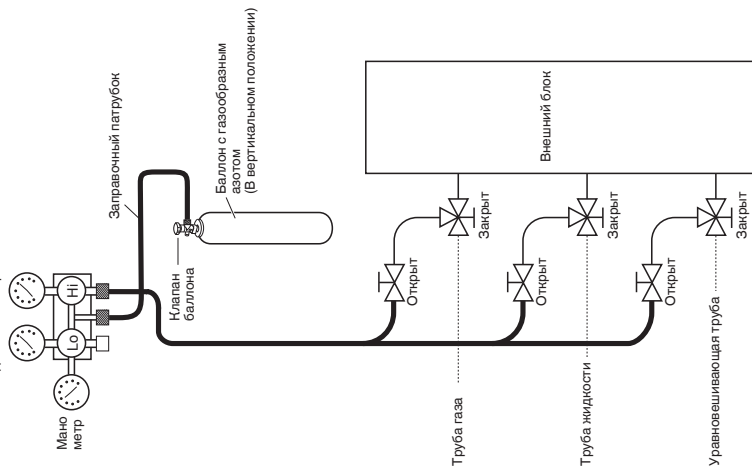 Мано
метр
Lo
Hi
Заправочный патрубок
Клапан
баллона
Баллон с газообразным
азотом
(В вертикальном положении)
Внешний блок
Открыт
Закрыт
Труба газа
Открыт
Закрыт
Труба жидкости
Открыт
Закрыт
Уравновешивающая труба